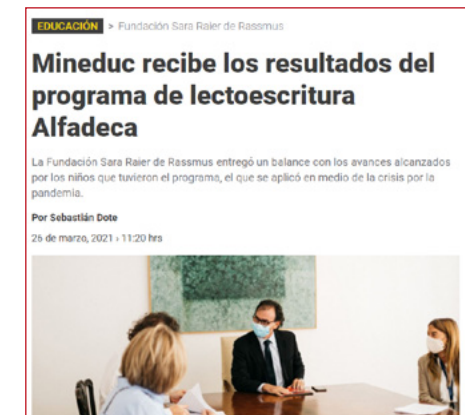 EDUCACIÓN > Fundación Sara Raier de Rassmus
Mineduc recibe los resultados del
programa de lectoescritura
Alfadeca
La Fundación Sara Raier de Rassmus entregó un balance con los avances alcanzados
por los niños que tuvieron el programa, el que se aplicó en medio de la crisis por la
pandemia.
Por Sebastián Dote
26 de marzo, 2021 › 11:20 hrs